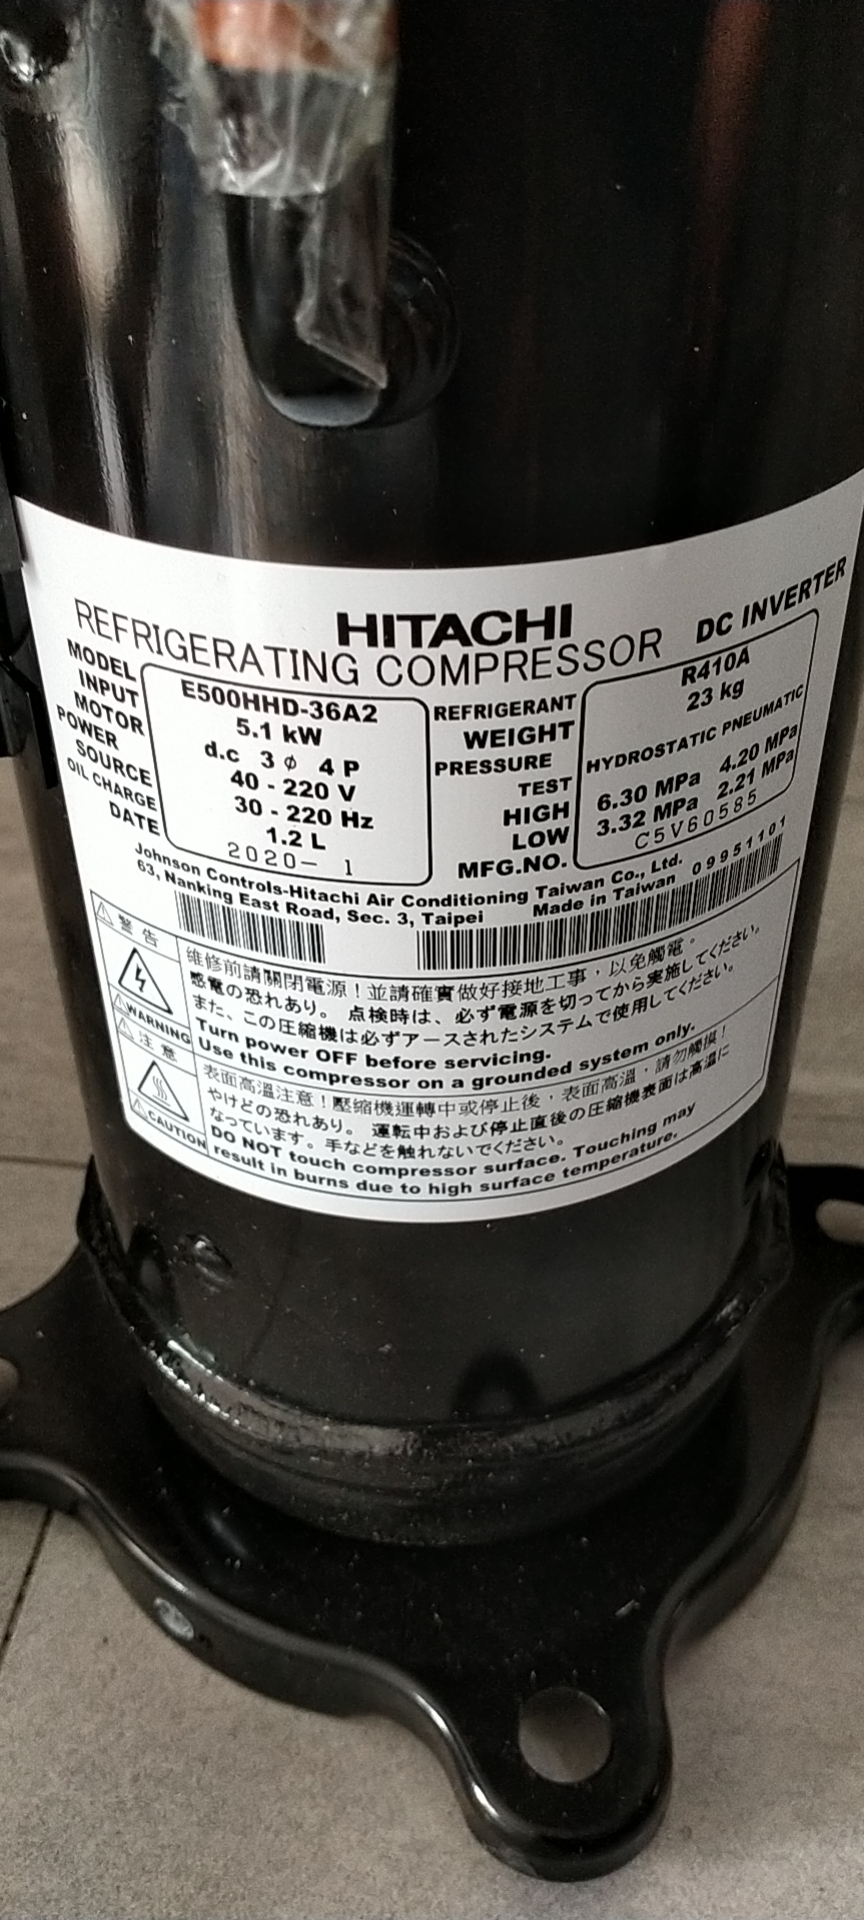 HITACHI
REFRIGERATING COMPRESSOR DC INVERTER
MODEL E500HHD-36A2
INPUT 5.1 kW
MOTOR d.c 3 φ 4 P
POWER SOURCE 40 - 220 V
30 - 220 Hz
OIL CHARGE 1.2 L
DATE 2020- 1
REFRIGERANT R410A
WEIGHT 23 kg
PRESSURE TEST HYDROSTATIC PNEUMATIC
HIGH 6.30 MPa 4.20 MPa
LOW 3.32 MPa 2.21 MPa
MFG.NO. C5V60585
Johnson Controls-Hitachi Air Conditioning Taiwan Co., Ltd.
63, Nanking East Road, Sec. 3, Taipei Made in Taiwan 09951101
警告
WARNING
維修前請關閉電源！並請確實做好接地工事，以免觸電。
感電の恐れあり。 点検時は、必ず電源を切ってから実施してください。
また、この圧縮機は必ずアースされたシステムで使用してください。
Turn power OFF before servicing.
Use this compressor on a grounded system only.
注意
CAUTION
表面高溫注意！壓縮機運轉中或停止後，表面高溫，請勿觸摸！
やけどの恐れあり。 運転中および停止直後の圧縮機表面は高温に
なっています。手などを触れないでください。
DO NOT touch compressor surface. Touching may
result in burns due to high surface temperature.